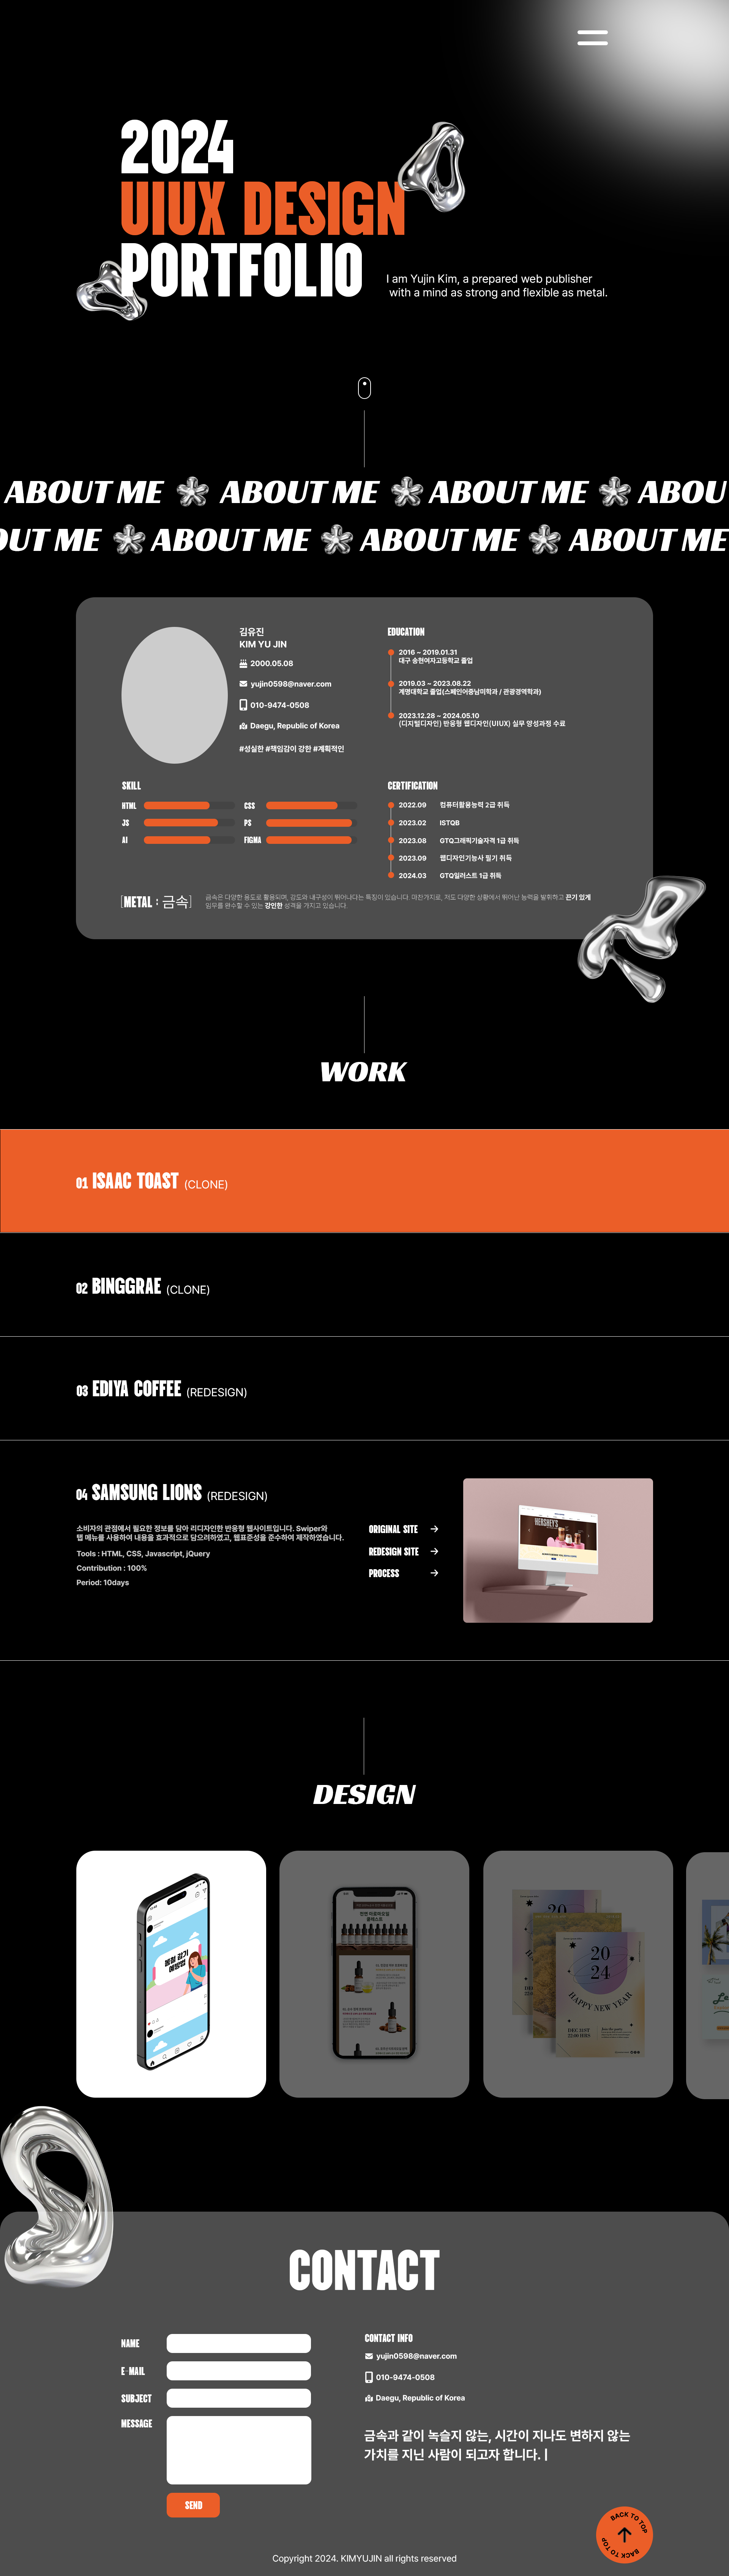 2024
UIUX DESIGN
PORTFOLIO
I am Yujin Kim, a prepared web publisher
with a mind as strong and flexible as metal.
ABOUT ME ABOUT ME ABOUT ME ABOU
OUT ME ABOUT ME ABOUT ME ABOUT ME
김유진
KIM YU JIN
2000.05.08
yujin0598@naver.com
010-9474-0508
Daegu, Republic of Korea
#성실한 #책임감이 강한 #계획적인
EDUCATION
2016 ~ 2019.01.31
대구 송현여자고등학교 졸업
2019.03 ~ 2023.08.22
계명대학교 졸업(스페인어중남미학과 / 관광경역학과)
2023.12.28 ~ 2024.05.10
(디지털디자인) 반응형 웹디자인(UIUX) 실무 양성과정 수료
SKILL
HTML
CSS
JS
PS
AI
FIGMA
CERTIFICATION
2022.09 컴퓨터활용능력 2급 취득
2023.02 ISTQB
2023.08 GTQ그래픽기술자격 1급 취득
2023.09 웹디자인기능사 필기 취득
2024.03 GTQ일러스트 1급 취득
[METAL : 금속]
금속은 다양한 용도로 활용되며, 강도와 내구성이 뛰어나다는 특징이 있습니다. 마찬가지로, 저도 다양한 상황에서 뛰어난 능력을 발휘하고 끈기 있게
임무를 완수할 수 있는 강인한 성격을 가지고 있습니다.
WORK
01 ISAAC TOAST (CLONE)
02 BINGGRAE (CLONE)
03 EDIYA COFFEE (REDESIGN)
04 SAMSUNG LIONS (REDESIGN)
소비자의 관점에서 필요한 정보를 담아 리디자인한 반응형 웹사이트입니다. Swiper와
탭 메뉴를 사용하여 내용을 효과적으로 담으려하였고, 웹표준성을 준수하여 제작하였습니다.
Tools : HTML, CSS, Javascript, jQuery
Contribution : 100%
Period: 10days
ORIGINAL SITE
REDESIGN SITE
PROCESS
HERSHEY'S
DESIGN
환절 감기
예방법
20
24
HAPPY NEW YEAR
DEC 31ST
CONTACT
NAME
E-MAIL
SUBJECT
MESSAGE
SEND
CONTACT INFO
yujin0598@naver.com
010-9474-0508
Daegu, Republic of Korea
금속과 같이 녹슬지 않는, 시간이 지나도 변하지 않는
가치를 지닌 사람이 되고자 합니다. |
BACK TO TOP
BACK TO TOP
Copyright 2024. KIMYUJIN all rights reserved